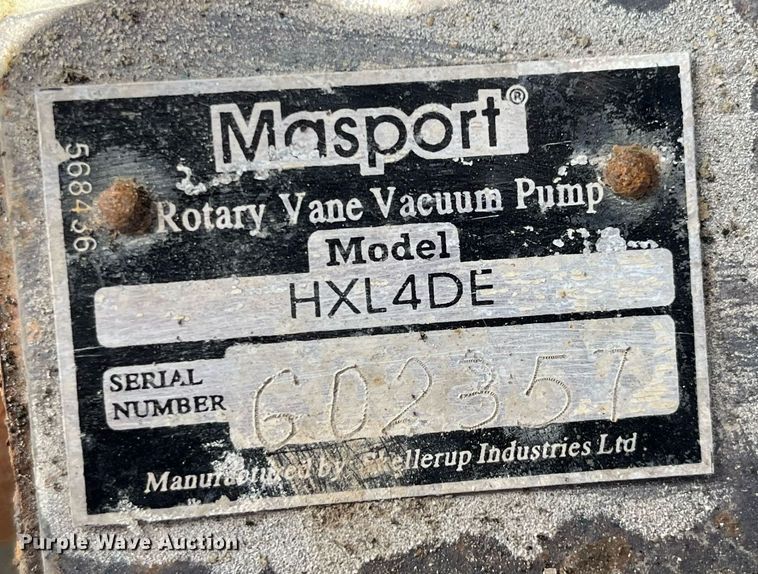 Masport®
568436
Rotary Vane Vacuum Pump
Model
HXL4DE
SERIAL
NUMBER
602357
Manufactured by Skellerup Industries Ltd
Purple Wave Auction